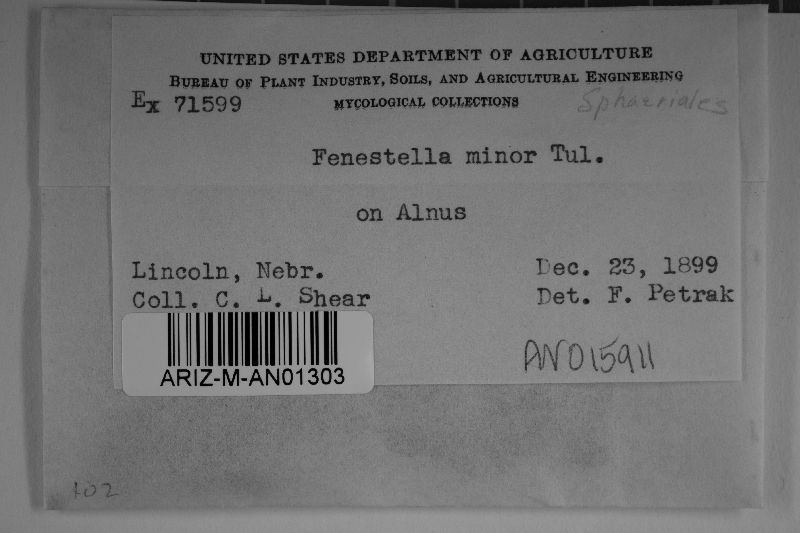 UNITED STATES DEPARTMENT OF AGRICULTURE
BUREAU OF PLANT INDUSTRY, SOILS, AND AGRICULTURAL ENGINEERING
Ex 71599 MYCOLOGICAL COLLECTIONS Sphaeriales
Fenestella minor Tul.
on Alnus
Lincoln, Nebr. Dec. 23, 1899
Coll. C. L. Shear Det. F. Petrak
AN015911
ARIZ-M-AN01303
102